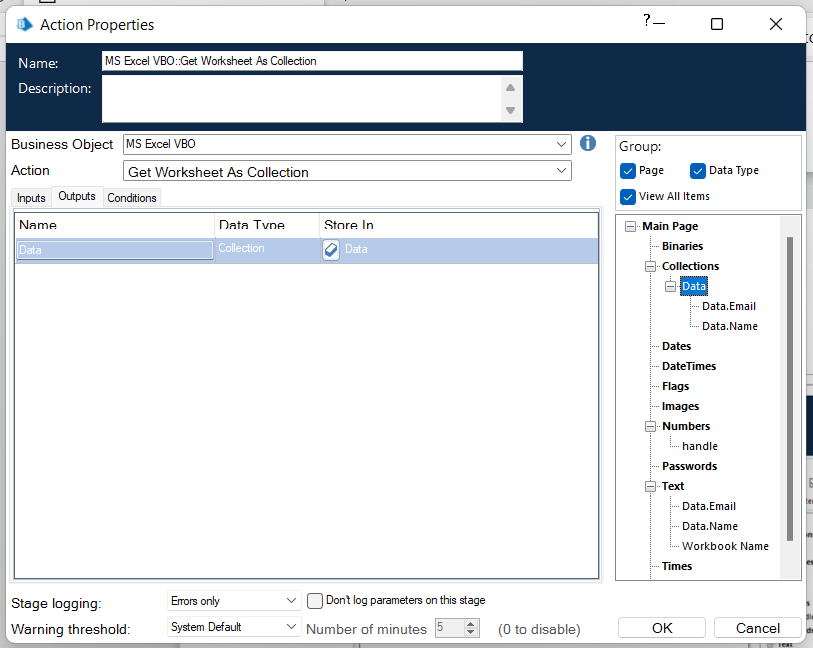 Action Properties
?
Name:
MS Excel VBO::Get Worksheet As Collection
Description:
Business Object
MS Excel VBO
Action
Get Worksheet As Collection
Inputs
Outputs
Conditions
Name
Data Type
Store In
Data
Collection
Data
Group:
Page
Data Type
View All Items
Main Page
Binaries
Collections
Data
Data.Email
Data.Name
Dates
DateTimes
Flags
Images
Numbers
handle
Passwords
Text
Data.Email
Data.Name
Workbook Name
Times
Stage logging:
Errors only
Don't log parameters on this stage
Warning threshold:
System Default
Number of minutes
5
(0 to disable)
OK
Cancel